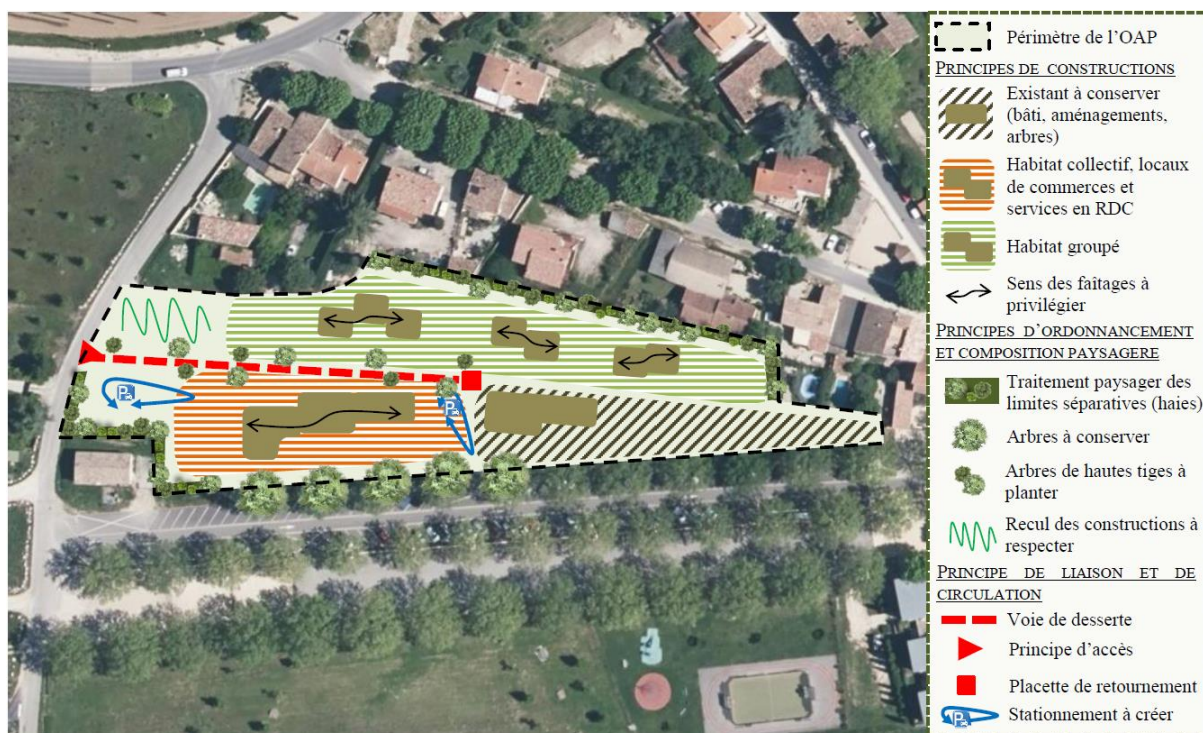 Périmètre de l'OAP
PRINCIPES DE CONSTRUCTIONS
Existant à conserver
(bâti, aménagements,
arbres)
Habitat collectif, locaux
de commerces et
services en RDC
Habitat groupé
Sens des faîtages à
privilégier
PRINCIPES D'ORDONNANCEMENT
ET COMPOSITION PAYSAGERE
Traitement paysager des
limites séparatives (haies)
Arbres à conserver
Arbres de hautes tiges à
planter
Recul des constructions à
respecter
PRINCIPE DE LIAISON ET DE
CIRCULATION
Voie de desserte
Principe d'accès
Placette de retournement
P
Stationnement à créer
P
P